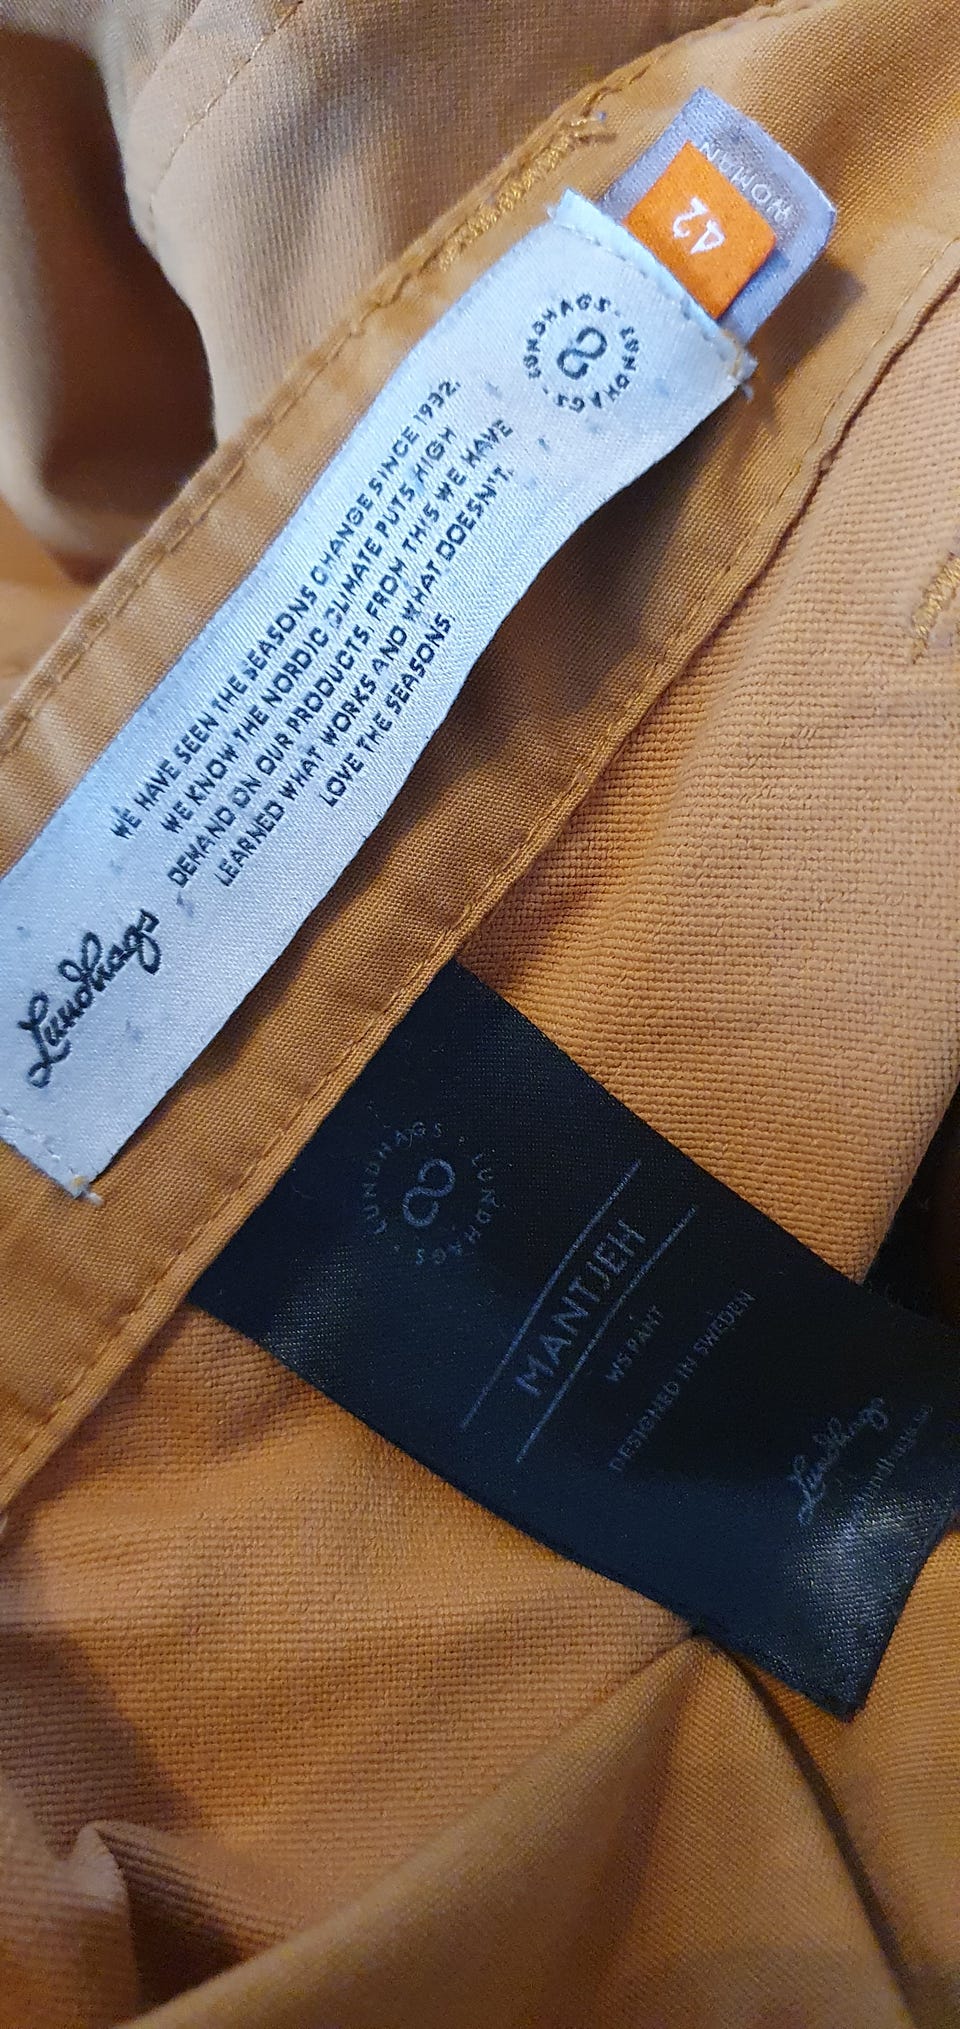 WOMAN
42
LUNDHAGS · LUNDHAGS ·
WE HAVE SEEN THE SEASONS CHANGE SINCE 1932.
WE KNOW THE NORDIC CLIMATE PUTS HIGH
DEMAND ON OUR PRODUCTS. FROM THIS WE HAVE
LEARNED WHAT WORKS AND WHAT DOESN'T.
LOVE THE SEASONS
Lundhags
LUNDHAGS · LUNDHAGS ·
MANTJEH
WS PANT
DESIGNED IN SWEDEN
Lundhags